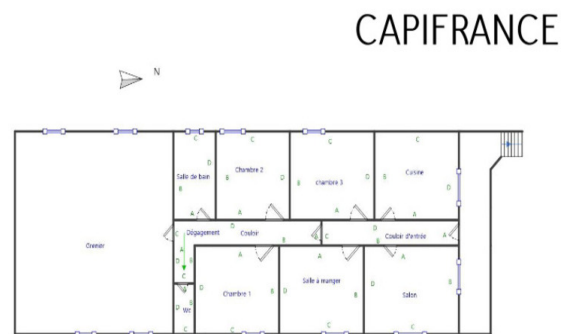 CAPIFRANCE
N
C
C
C
C
Salle de bain
D
B
Chambre 2
B
D
A
A
chambre 3
B
D
A
Cuisine
B
D
A
Grenier
C
Dégagement
D
Couloir
B
A
C
D
Couloir d'entrée
B
A
A
D
B
C
Wc
D
B
C
A
Chambre 1
D
B
C
A
Salle à manger
D
B
C
A
Salon
D
B
C